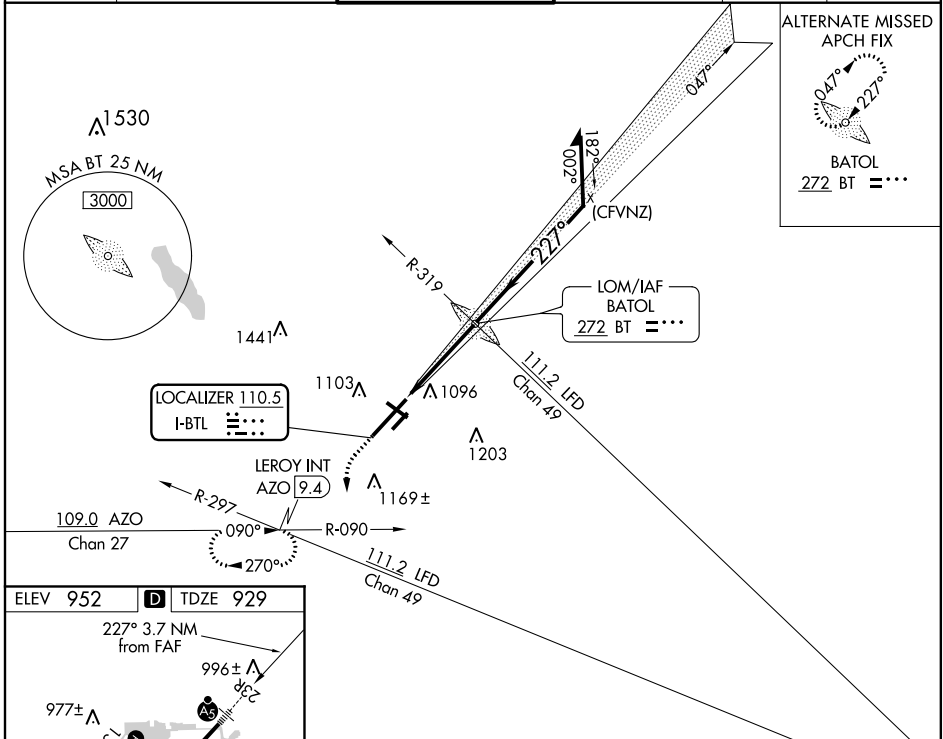 ALTERNATE MISSED
APCH FIX
047°
227°
BATOL
272 BT
1530
MSA BT 25 NM
3000
047°
182°
002°
(CFVNZ)
227°
R-319
LOM/IAF
BATOL
272 BT
1441
111.2 LFD
Chan 49
1103
1096
LOCALIZER 110.5
I-BTL
1203
LEROY INT
AZO 9.4
1169±
R-297
109.0 AZO
Chan 27
090°
R-090
270°
111.2 LFD
Chan 49
ELEV 952
D
TDZE 929
227° 3.7 NM
from FAF
996±
23R
A5
977±